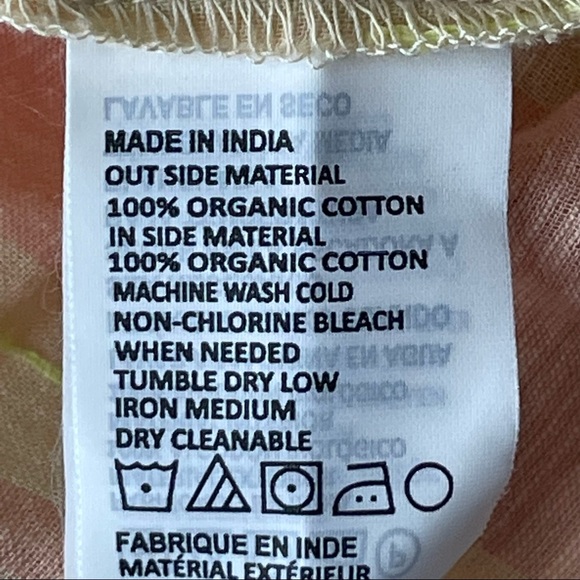 MADE IN INDIA
OUT SIDE MATERIAL
100% ORGANIC COTTON
IN SIDE MATERIAL
100% ORGANIC COTTON
MACHINE WASH COLD
NON-CHLORINE BLEACH
WHEN NEEDED
TUMBLE DRY LOW
IRON MEDIUM
DRY CLEANABLE
FABRIQUE EN INDE
MATÉRIAL EXTÉRIEUR